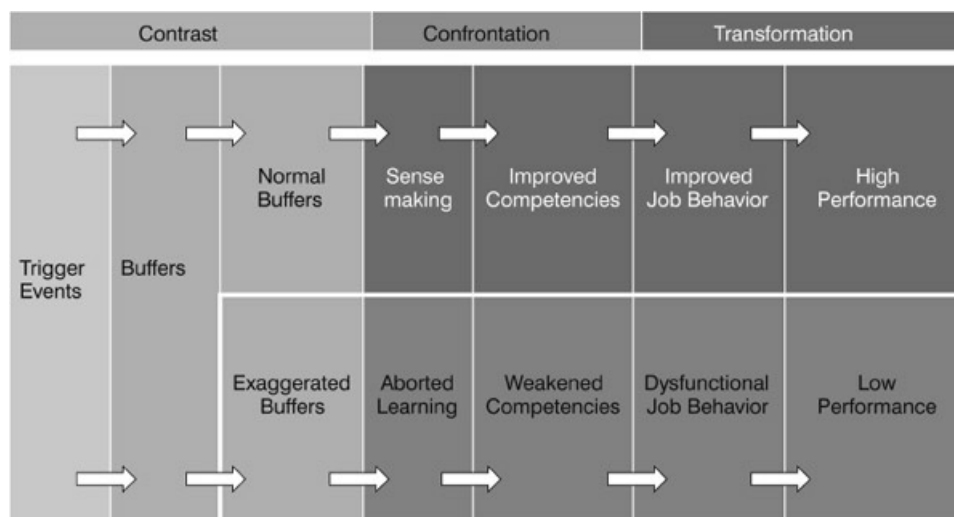 Contrast
Confrontation
Transformation
Normal
Buffers
Sense
making
Improved
Competencies
Improved
Job Behavior
High
Performance
Trigger
Events
Buffers
Exaggerated
Buffers
Aborted
Learning
Weakened
Competencies
Dysfunctional
Job Behavior
Low
Performance